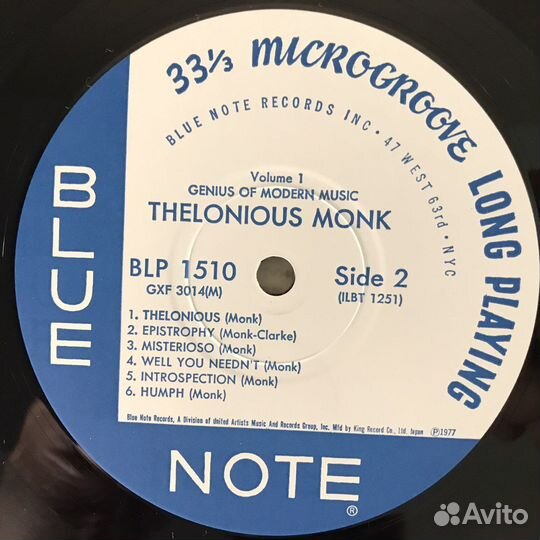 33⅓ MICROGROOVE LONG PLAYING
BLUE NOTE RECORDS INC • 47 WEST 63rd • NYC
Volume 1
GENIUS OF MODERN MUSIC
THELONIOUS MONK
BLP 1510
GXF 3014(M)
Side 2
(ILBT 1251)
1. THELONIOUS (Monk)
2. EPISTROPHY (Monk-Clarke)
3. MISTERIOSO (Monk)
4. WELL YOU NEEDN'T (Monk)
5. INTROSPECTION (Monk)
6. HUMPH (Monk)
Blue Note Records, A Division of United Artists Music And Records Group, Inc. Mfd by King Record Co., Ltd. Japan ℗1977
BLUE
NOTE ®
Avito